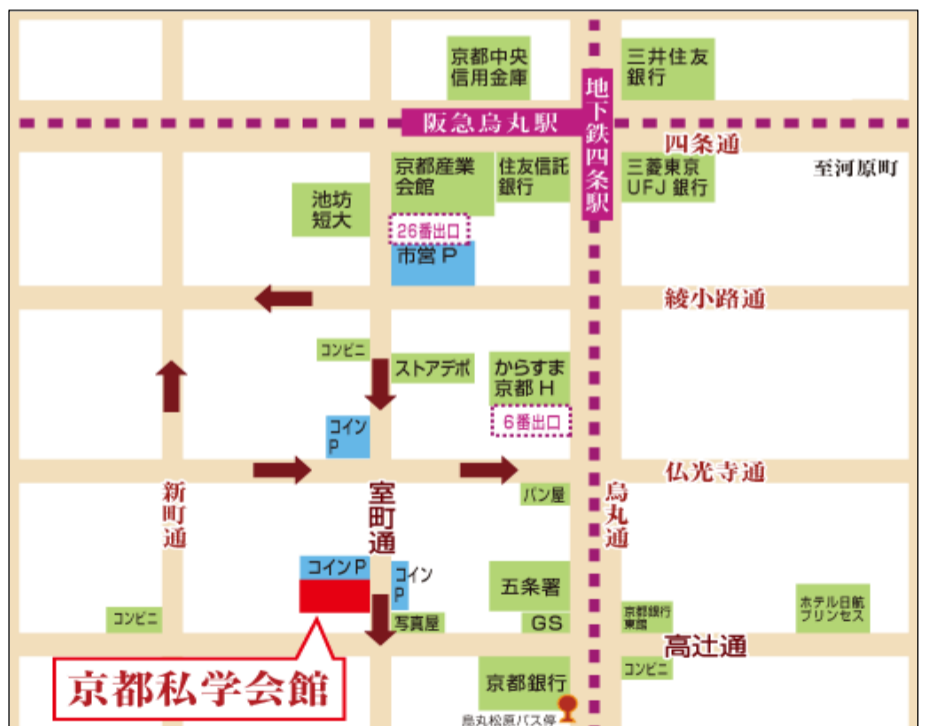 京都中央
信用金庫
三井住友
銀行
地下鉄四条駅
阪急烏丸駅
四条通
京都産業
会館
住友信託
銀行
三菱東京
UFJ 銀行
至河原町
池坊
短大
26番出口
市営 P
綾小路通
コンビニ
ストアデポ
からすま
京都 H
6番出口
コイン
P
仏光寺通
新町通
室町通
パン屋
烏丸通
コイン P
コイン
P
五条署
コンビニ
写真屋
GS
京都銀行
東館
ホテル日航
プリンセス
高辻通
京都私学会館
京都銀行
コンビニ
烏丸松原バス停